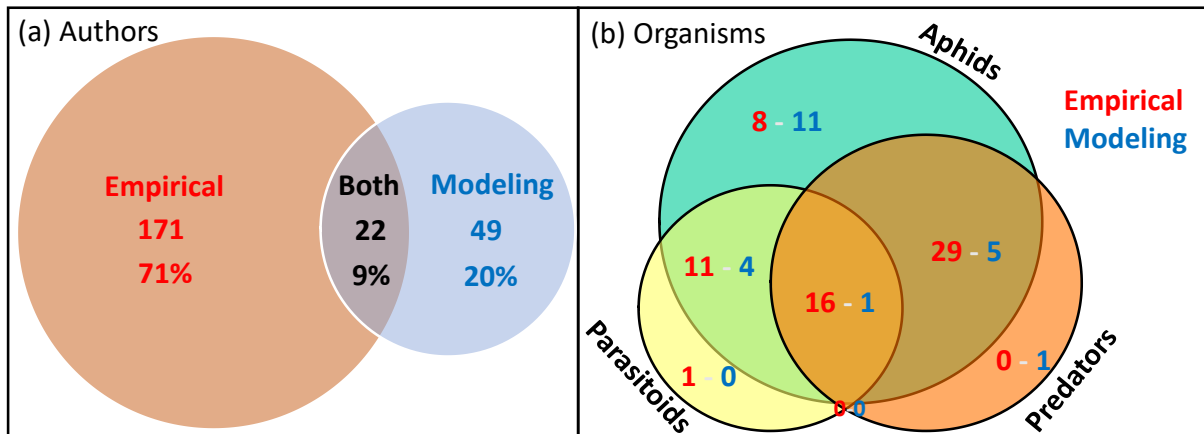 (a) Authors
Empirical
171
71%
Both
22
9%
Modeling
49
20%
(b) Organisms
Aphids
Empirical
Modeling
8 - 11
11 - 4
29 - 5
16 - 1
1 - 0
0 - 1
0 0
Parasitoids
Predators